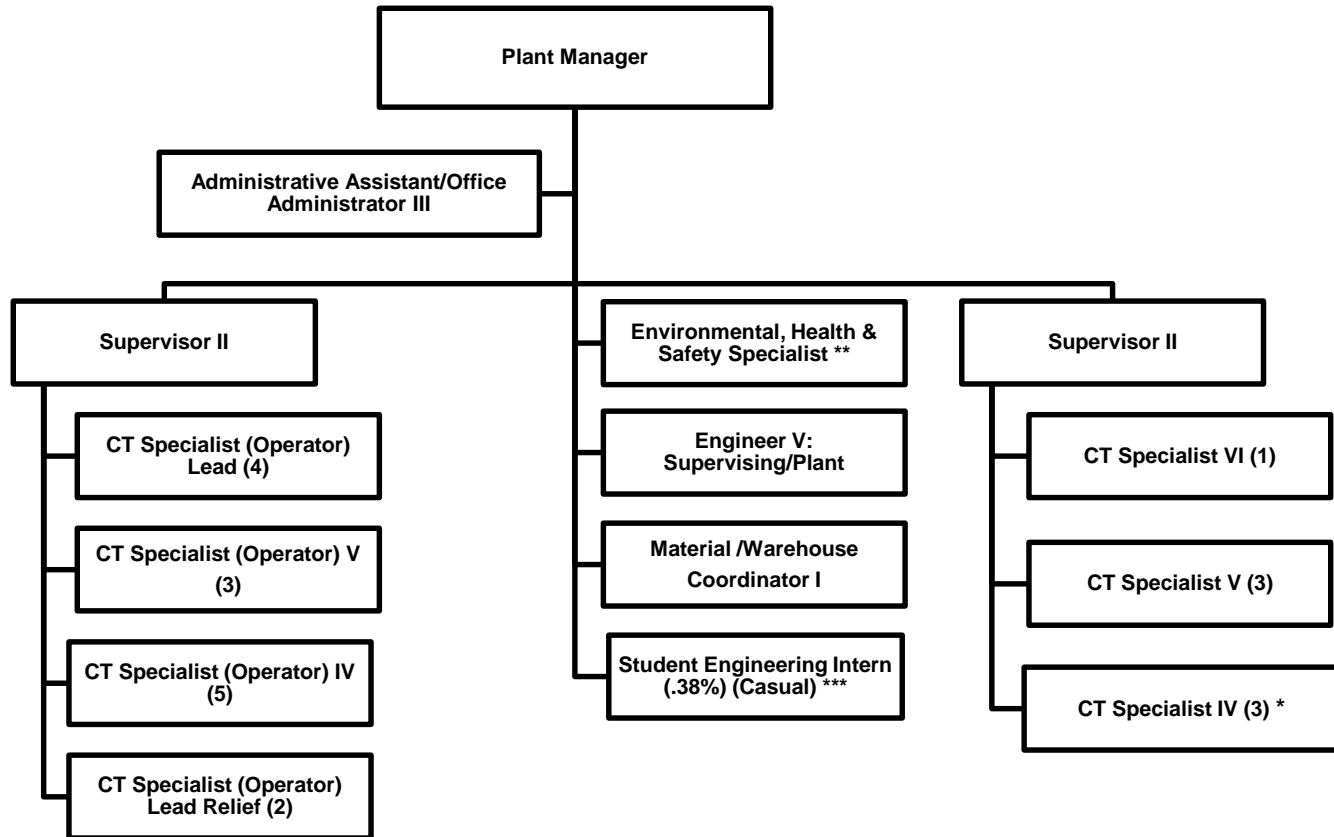 Plant Manager
Administrative Assistant/Office
Administrator III
Supervisor II
CT Specialist (Operator)
Lead (4)
CT Specialist (Operator) V
(3)
CT Specialist (Operator) IV
(5)
CT Specialist (Operator)
Lead Relief (2)
Environmental, Health &
Safety Specialist **
Engineer V:
Supervising/Plant
Material /Warehouse
Coordinator I
Student Engineering Intern
(.38%) (Casual) ***
Supervisor II
CT Specialist VI (1)
CT Specialist V (3)
CT Specialist IV (3) *